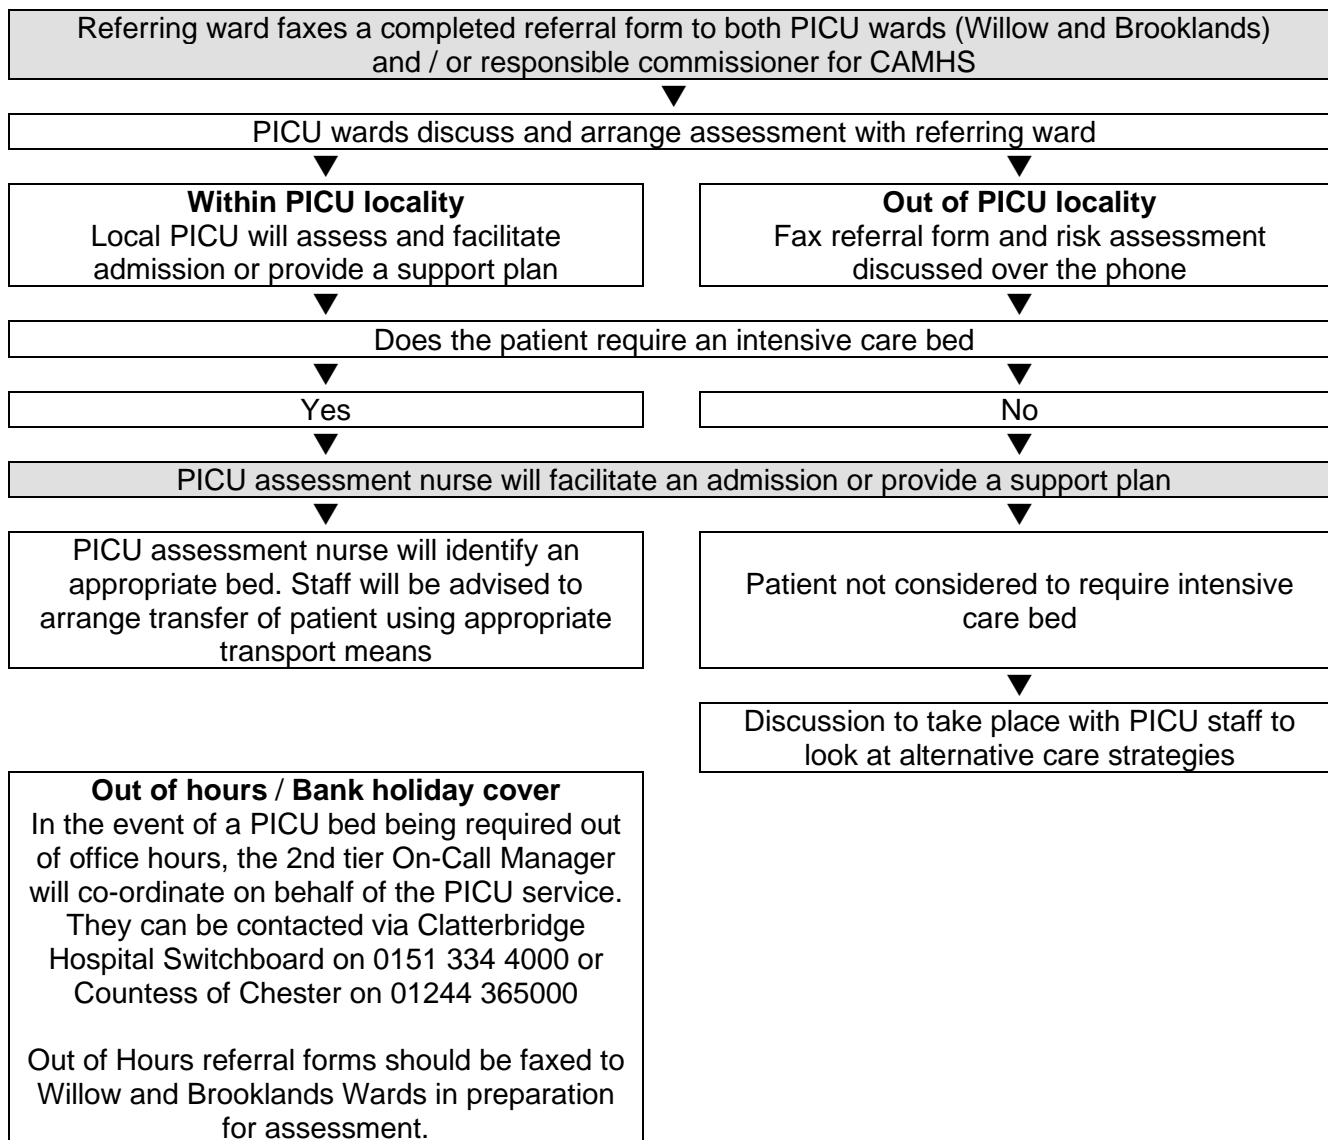 Referring ward faxes a completed referral form to both PICU wards (Willow and Brooklands)
and / or responsible commissioner for CAMHS
PICU wards discuss and arrange assessment with referring ward
Within PICU locality
Local PICU will assess and facilitate
admission or provide a support plan
Out of PICU locality
Fax referral form and risk assessment
discussed over the phone
Does the patient require an intensive care bed
Yes
No
PICU assessment nurse will facilitate an admission or provide a support plan
PICU assessment nurse will identify an
appropriate bed. Staff will be advised to
arrange transfer of patient using appropriate
transport means
Patient not considered to require intensive
care bed
Discussion to take place with PICU staff to
look at alternative care strategies
Out of hours / Bank holiday cover
In the event of a PICU bed being required out
of office hours, the 2nd tier On-Call Manager
will co-ordinate on behalf of the PICU service.
They can be contacted via Clatterbridge
Hospital Switchboard on 0151 334 4000 or
Countess of Chester on 01244 365000
Out of Hours referral forms should be faxed to
Willow and Brooklands Wards in preparation
for assessment.